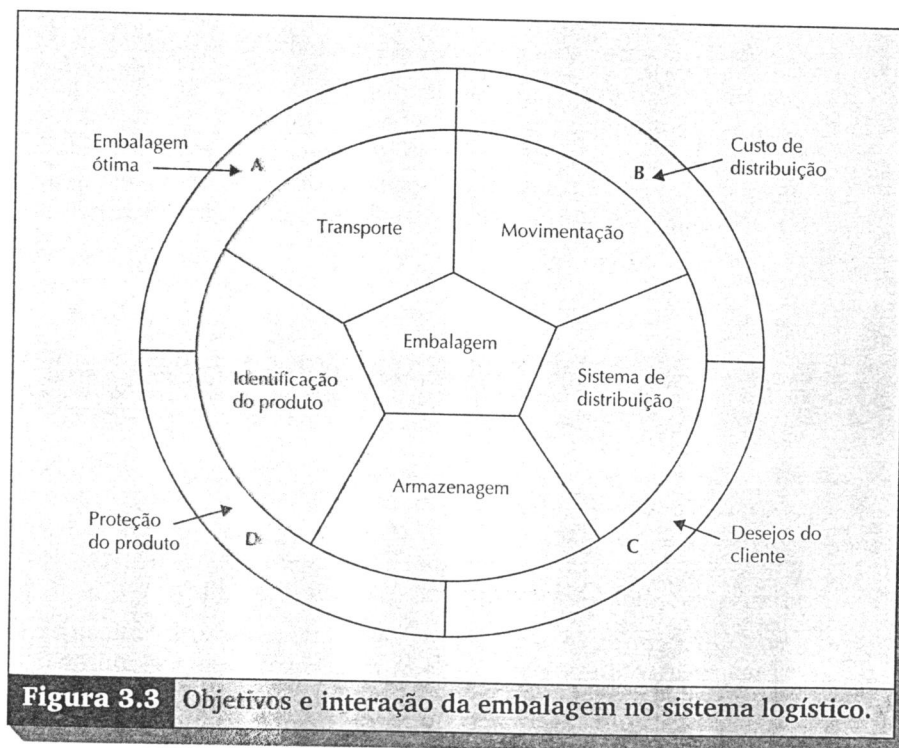 Embalagem
ótima
A
B
Custo de
distribuição
Transporte
Movimentação
Embalagem
Identificação
do produto
Sistema de
distribuição
Armazenagem
Proteção
do produto
D
C
Desejos do
cliente
Figura 3.3 Objetivos e interação da embalagem no sistema logístico.